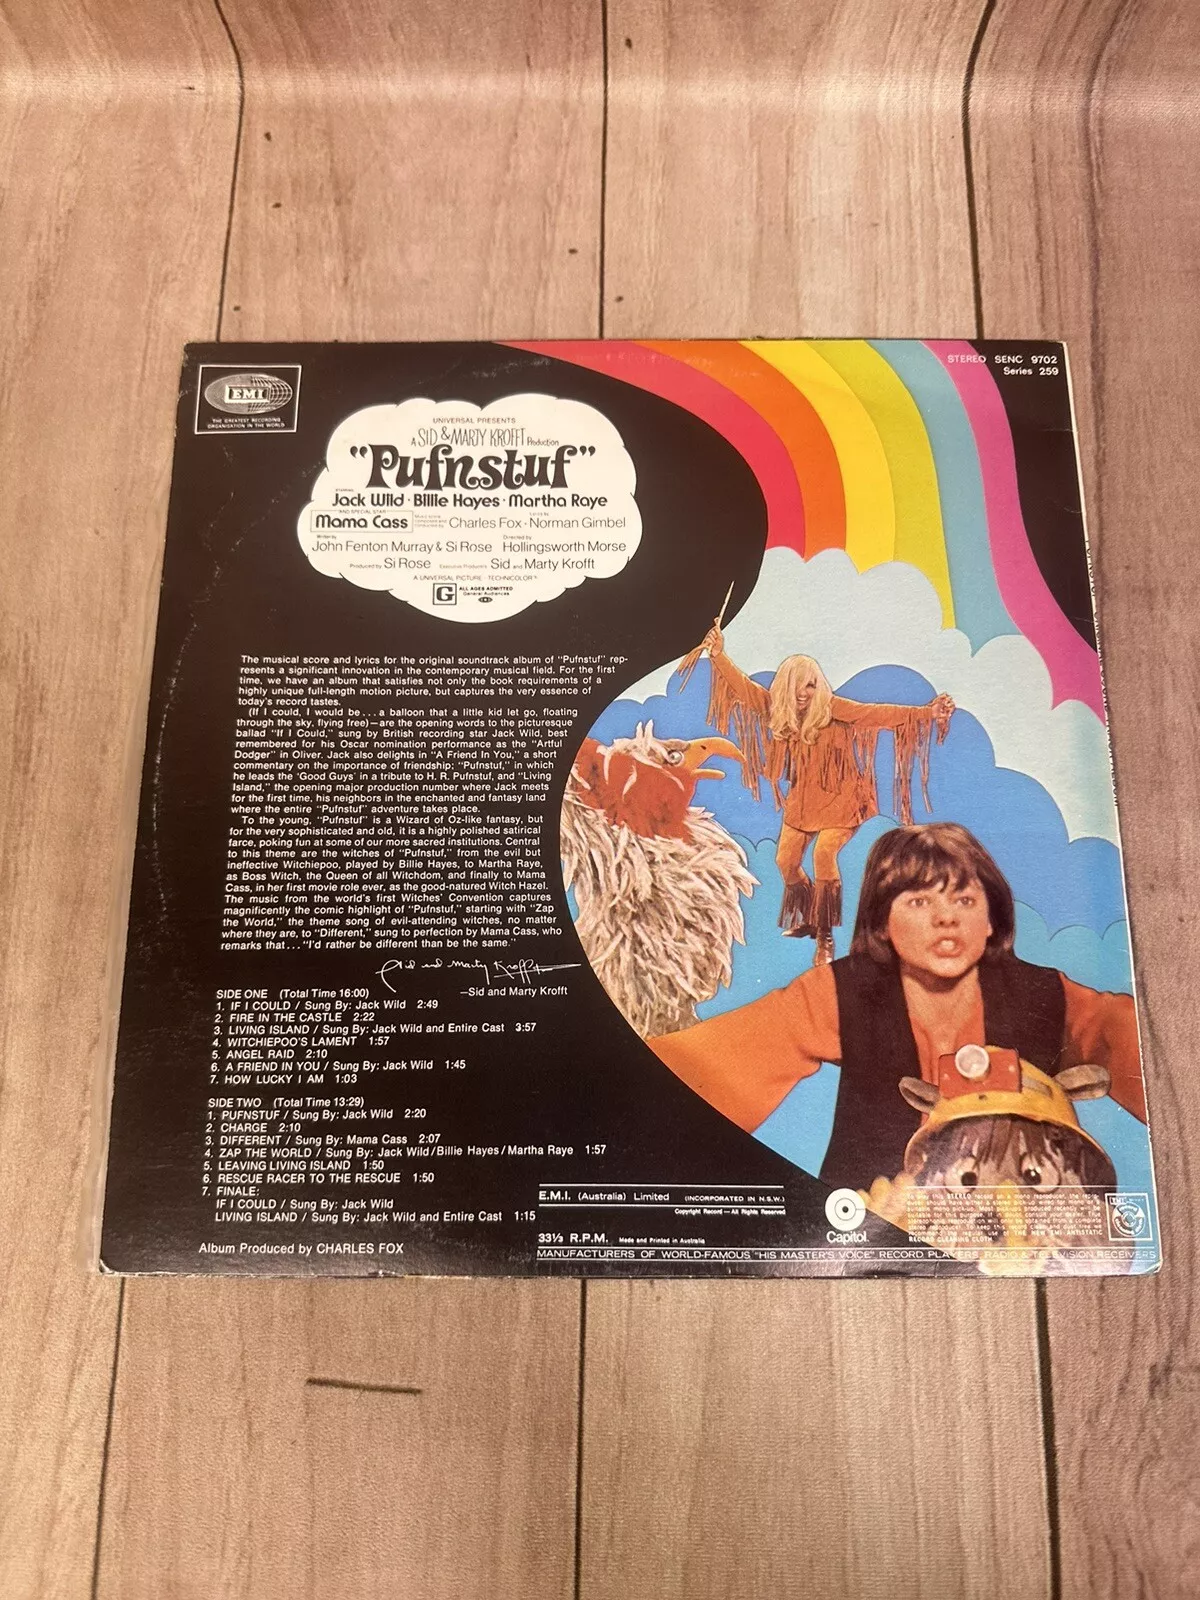 EMI
THE GREATEST RECORDING
ORGANISATION IN THE WORLD
STEREO SENC 9702
Series 259
UNIVERSAL PRESENTS
A SID & MARTY KROFFT Production
"Pufnstuf"
Jack Wild · Billie Hayes · Martha Raye
AND SPECIAL STAR
Mama Cass
Charles Fox · Norman Gimbel
Written by
Directed by
John Fenton Murray & Si Rose Hollingsworth Morse
Produced by Si Rose Executive Producers Sid and Marty Krofft
A UNIVERSAL PICTURE · TECHNICOLOR®
G ALL AGES ADMITTED
General Audiences
The musical score and lyrics for the original soundtrack album of "Pufnstuf" rep-
resents a significant innovation in the contemporary musical field. For the first
time, we have an album that satisfies not only the book requirements of a
highly unique full-length motion picture, but captures the very essence of
today's record tastes.
(If I could, I would be...a balloon that a little kid let go, floating
through the sky, flying free)—are the opening words to the picturesque
ballad "If I Could," sung by British recording star Jack Wild, best
remembered for his Oscar nomination performance as the "Artful
Dodger" in Oliver. Jack also delights in "A Friend In You," a short
commentary on the importance of friendship; "Pufnstuf," in which
he leads the 'Good Guys' in a tribute to H. R. Pufnstuf, and "Living
Island," the opening major production number where Jack meets
for the first time, his neighbors in the enchanted and fantasy land
where the entire "Pufnstuf" adventure takes place.
To the young, "Pufnstuf" is a Wizard of Oz-like fantasy, but
for the very sophisticated and old, it is a highly polished satirical
farce, poking fun at some of our more sacred institutions. Central
to this theme are the witches of "Pufnstuf," from the evil but
ineffective Witchiepoo, played by Billie Hayes, to Martha Raye,
as Boss Witch, the Queen of all Witchdom, and finally to Mama
Cass, in her first movie role ever, as the good-natured Witch Hazel.
The music from the world's first Witches' Convention captures
magnificently the comic highlight of "Pufnstuf," starting with "Zap
the World," the theme song of evil-attending witches, no matter
where they are, to "Different," sung to perfection by Mama Cass, who
remarks that..."I'd rather be different than be the same."
Sid and Marty Krofft
—Sid and Marty Krofft
SIDE ONE (Total Time 16:00)
1. IF I COULD / Sung By: Jack Wild 2:49
2. FIRE IN THE CASTLE 2:22
3. LIVING ISLAND / Sung By: Jack Wild and Entire Cast 3:57
4. WITCHIEPOO'S LAMENT 1:57
5. ANGEL RAID 2:10
6. A FRIEND IN YOU / Sung By: Jack Wild 1:45
7. HOW LUCKY I AM 1:03
SIDE TWO (Total Time 13:29)
1. PUFNSTUF / Sung By: Jack Wild 2:20
2. CHARGE 2:10
3. DIFFERENT / Sung By: Mama Cass 2:07
4. ZAP THE WORLD / Sung By: Jack Wild/Billie Hayes/Martha Raye 1:57
5. LEAVING LIVING ISLAND 1:50
6. RESCUE RACER TO THE RESCUE 1:50
7. FINALE:
IF I COULD / Sung By: Jack Wild
LIVING ISLAND / Sung By: Jack Wild and Entire Cast 1:15
Album Produced by CHARLES FOX
E.M.I. (Australia) Limited (INCORPORATED IN N.S.W.)
Copyright Record — All Rights Reserved
33⅓ R.P.M. Made and Printed in Australia
Capitol
RECORD CLEANING CLOTH
MANUFACTURERS OF WORLD-FAMOUS "HIS MASTER'S VOICE" RECORD PLAYERS, RADIO & TELEVISION RECEIVERS